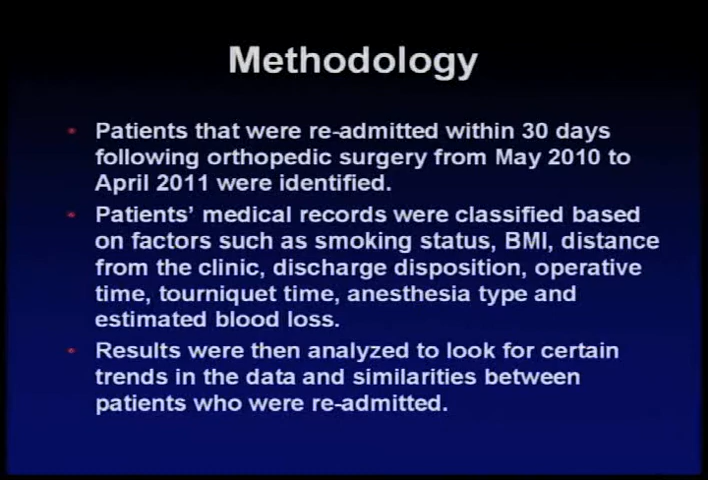 Methodology
• Patients that were re-admitted within 30 days
following orthopedic surgery from May 2010 to
April 2011 were identified.
• Patients’ medical records were classified based
on factors such as smoking status, BMI, distance
from the clinic, discharge disposition, operative
time, tourniquet time, anesthesia type and
estimated blood loss.
• Results were then analyzed to look for certain
trends in the data and similarities between
patients who were re-admitted.